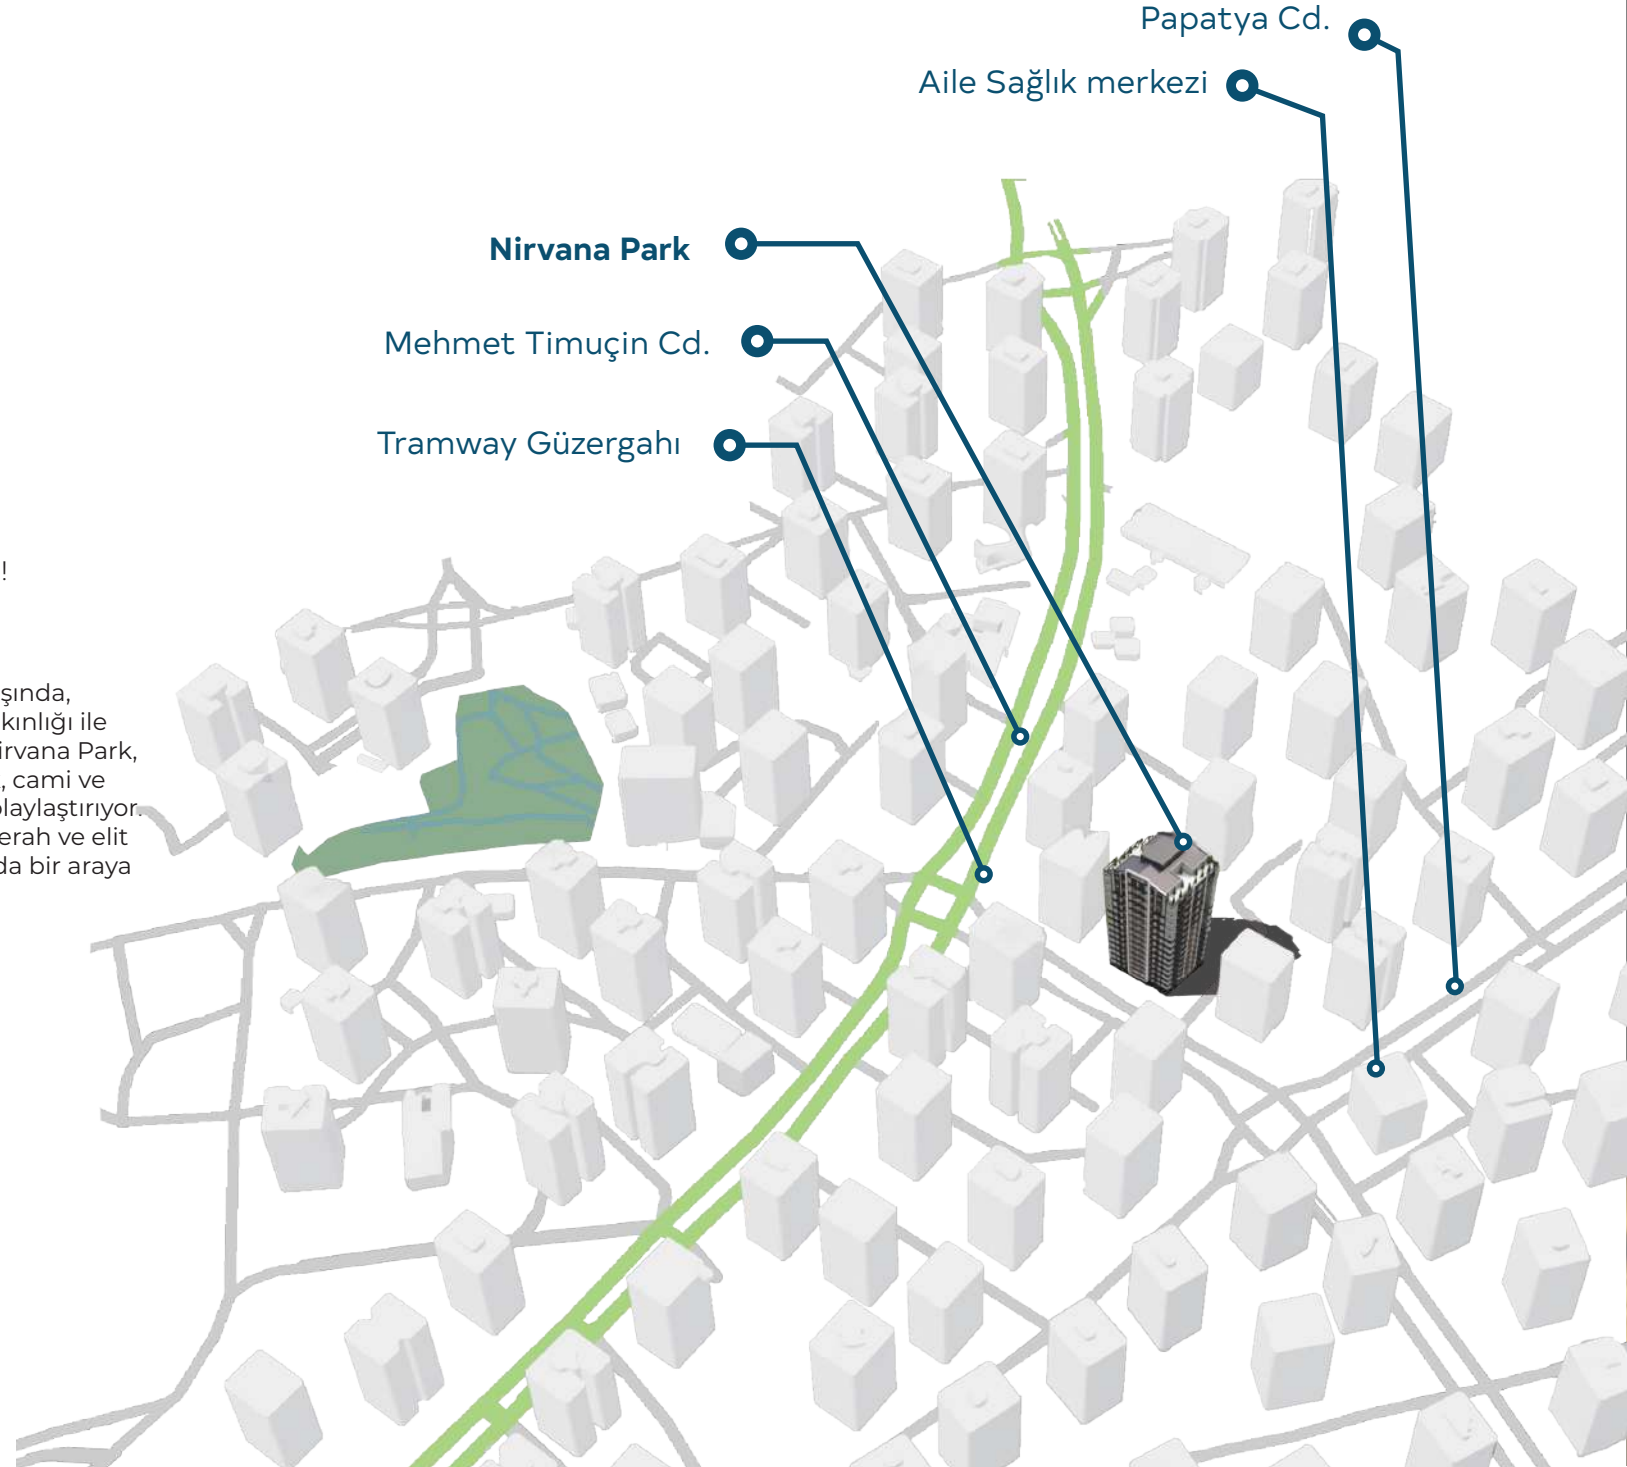 Papatya Cd.
Aile Sağlık merkezi
Nirvana Park
Mehmet Timuçin Cd.
Tramway Güzergahı
!
şında,
kınlığı ile
irvana Park,
, cami ve
olaylaştırıyor.
erah ve elit
da bir araya